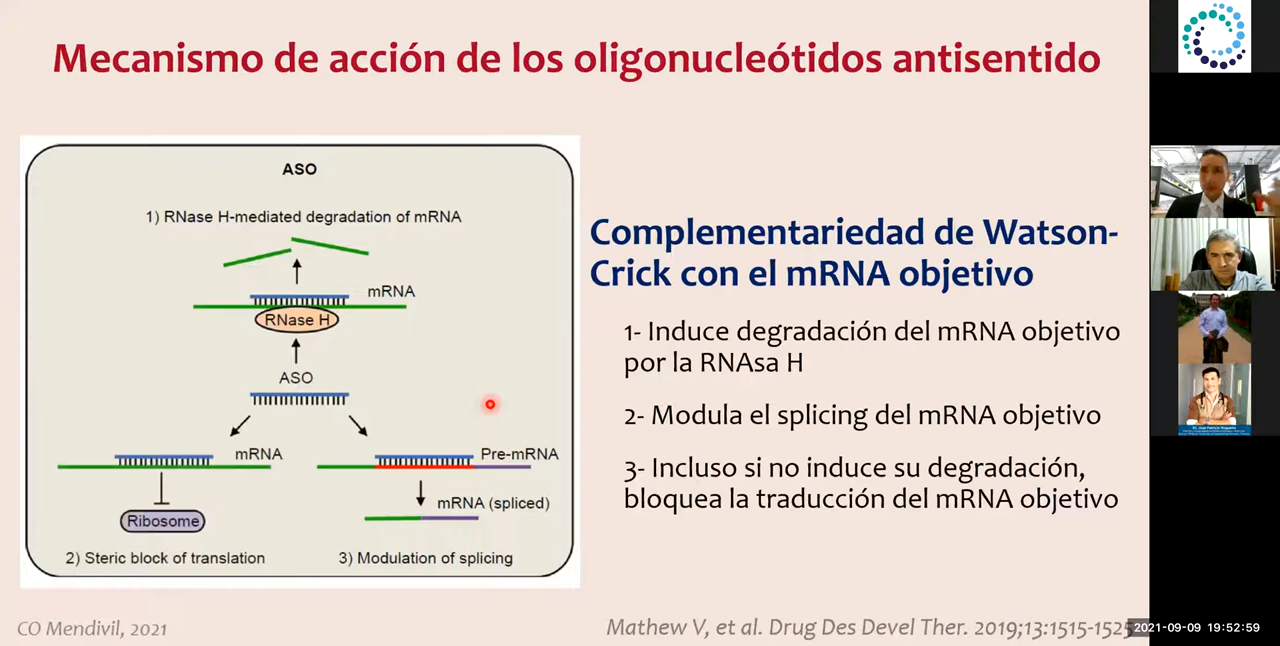 Mecanismo de acción de los oligonucleótidos antisentido
ASO
1) RNase H-mediated degradation of mRNA
mRNA
RNase H
ASO
mRNA
Pre-mRNA
mRNA (spliced)
Ribosome
2) Steric block of translation
3) Modulation of splicing
Complementariedad de Watson-
Crick con el mRNA objetivo
1- Induce degradación del mRNA objetivo
por la RNAsa H
2- Modula el splicing del mRNA objetivo
3- Incluso si no induce su degradación,
bloquea la traducción del mRNA objetivo
CO Mendivil, 2021
Mathew V, et al. Drug Des Devel Ther. 2019;13:1515-1525
2021-09-09 19:52:59